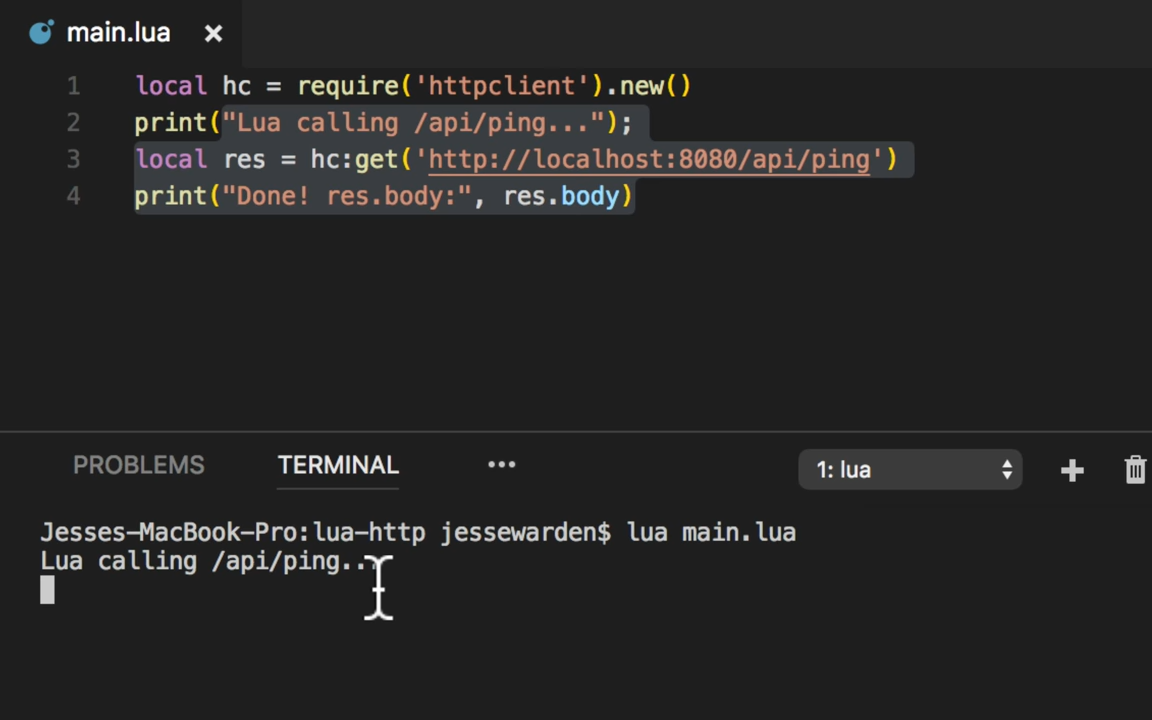 main.lua
1 local hc = require('httpclient').new()
2 print("Lua calling /api/ping...");
3 local res = hc:get('http://localhost:8080/api/ping')
4 print("Done! res.body:", res.body)
PROBLEMS TERMINAL ••• 1: lua
Jesses-MacBook-Pro:lua-http jessewarden$ lua main.lua
Lua calling /api/ping...